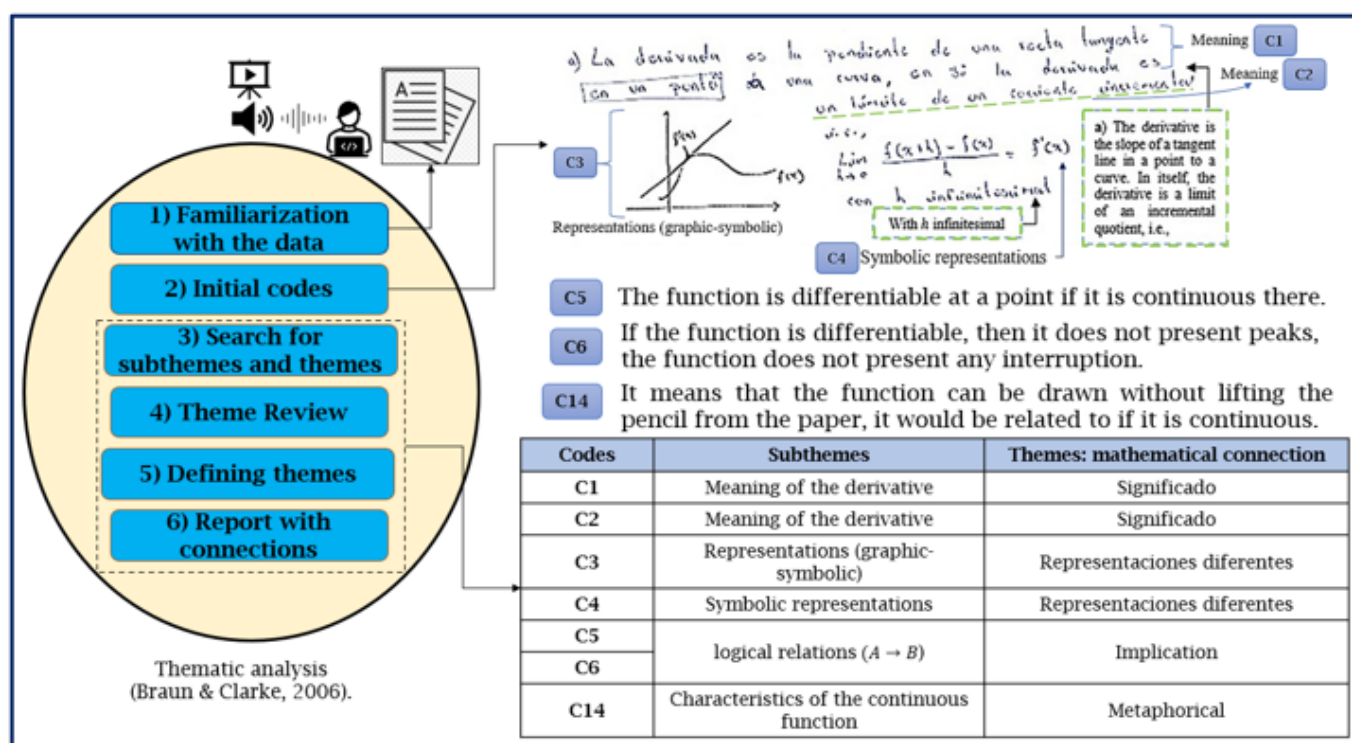 A
1) Familiarization
with the data
2) Initial codes
3) Search for
subthemes and themes
4) Theme Review
5) Defining themes
6) Report with
connections
Thematic analysis
(Braun & Clarke, 2006).
a) La derivada es la pendiente de una recta tangente
en un punto a una curva, en sí la derivada es
un límite de un cociente incremental
i.e.,
Lim f(x+h) - f(x) = f'(x)
h→0 h
con h infinitesimal
Meaning C1
Meaning C2
C3
f'(x)
f(x)
Representations (graphic-symbolic)
With h infinitesimal
C4 Symbolic representations
a) The derivative is
the slope of a tangent
line in a point to a
curve. In itself, the
derivative is a limit
of an incremental
quotient, i.e.,
C5 The function is differentiable at a point if it is continuous there.
C6 If the function is differentiable, then it does not present peaks,
the function does not present any interruption.
C14 It means that the function can be drawn without lifting the
pencil from the paper, it would be related to if it is continuous.
Codes Subthemes Themes: mathematical connection
C1 Meaning of the derivative Significado
C2 Meaning of the derivative Significado
C3 Representations (graphic-
symbolic) Representaciones diferentes
C4 Symbolic representations Representaciones diferentes
C5
C6 logical relations (A → B) Implication
C14 Characteristics of the continuous
function Metaphorical